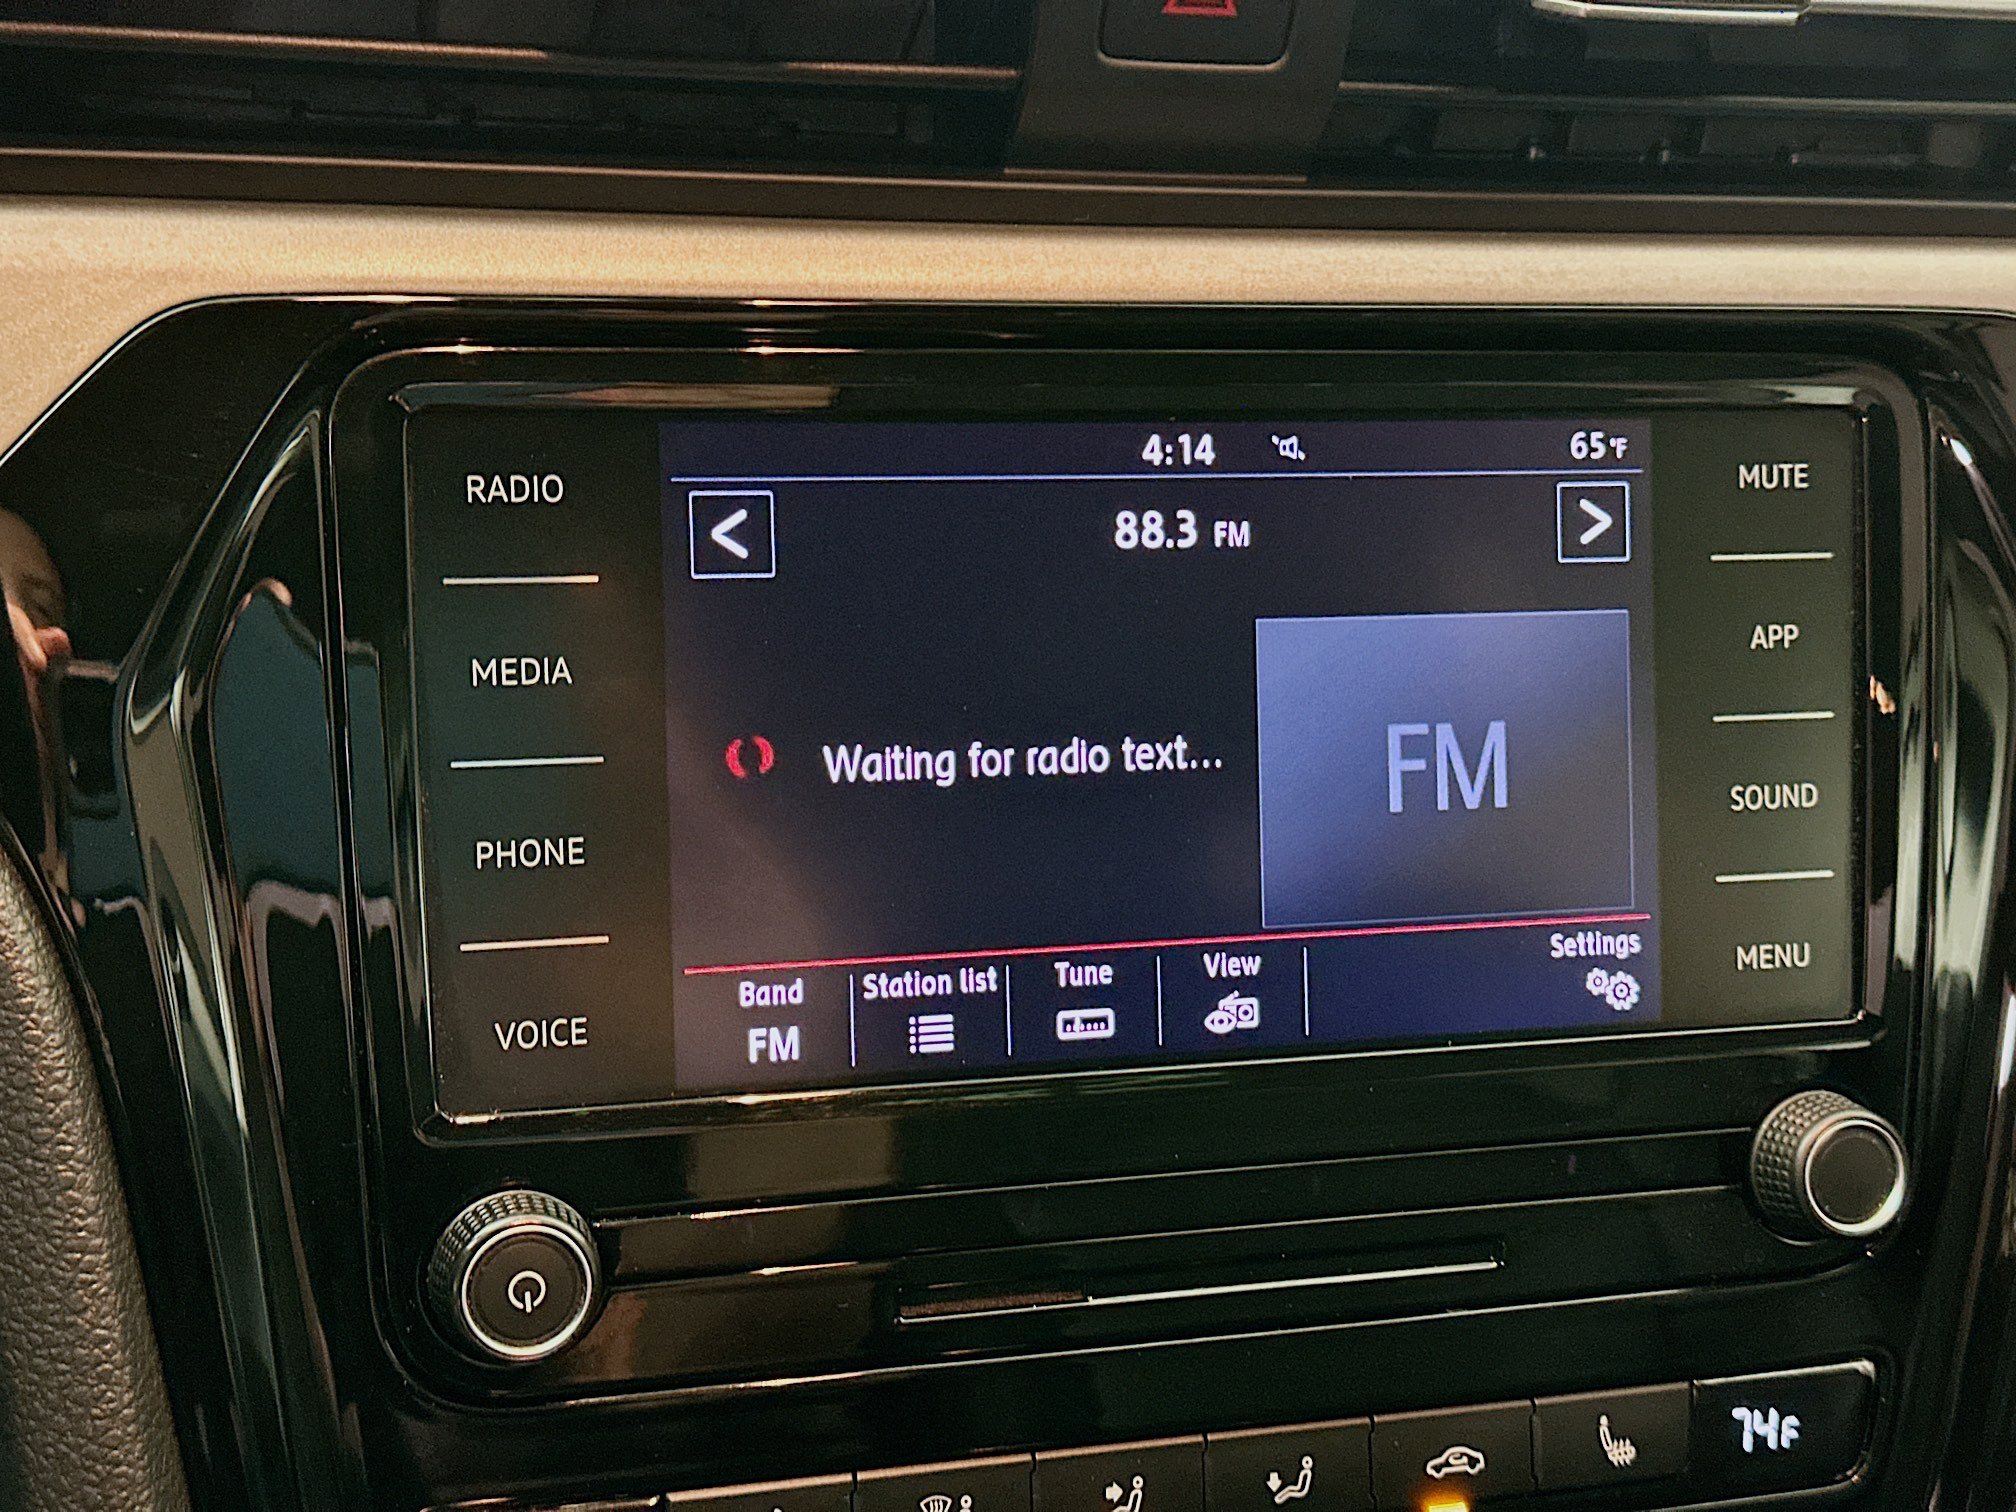 4:14 65°F
RADIO
MUTE
88.3 FM
APP
MEDIA
Waiting for radio text...
FM
SOUND
PHONE
Settings
MENU
Band
Station list
Tune
View
FM
VOICE
74F